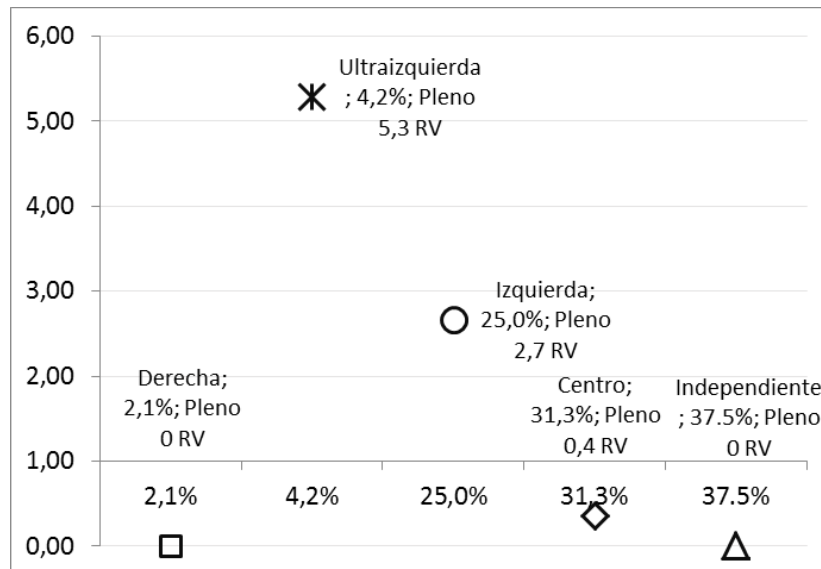 6,00
Ultraizquierda
; 4,2%; Pleno
5,3 RV
5,00
4,00
3,00
Izquierda;
25,0%; Pleno
2,7 RV
2,00
Derecha;
2,1%; Pleno
0 RV
Centro;
31,3%; Pleno
0,4 RV
Independiente
; 37.5%; Pleno
0 RV
1,00
2,1%
4,2%
25,0%
31,3%
37.5%
0,00